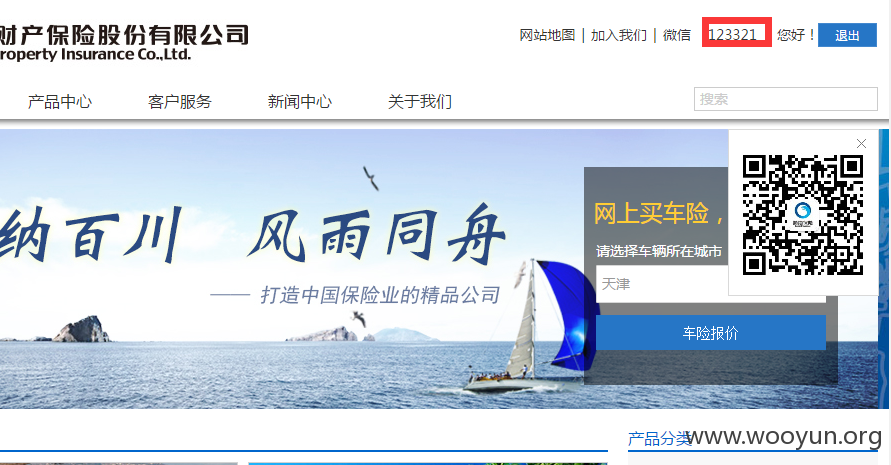 财产保险股份有限公司
roperty Insurance Co.,Ltd.
网站地图 | 加入我们 | 微信 123321 您好！ 退出
产品中心 客户服务 新闻中心 关于我们 搜索
纳百川 风雨同舟
—— 打造中国保险业的精品公司
网上买车险，
请选择车辆所在城市
天津
车险报价
产品分类
www.wooyun.org